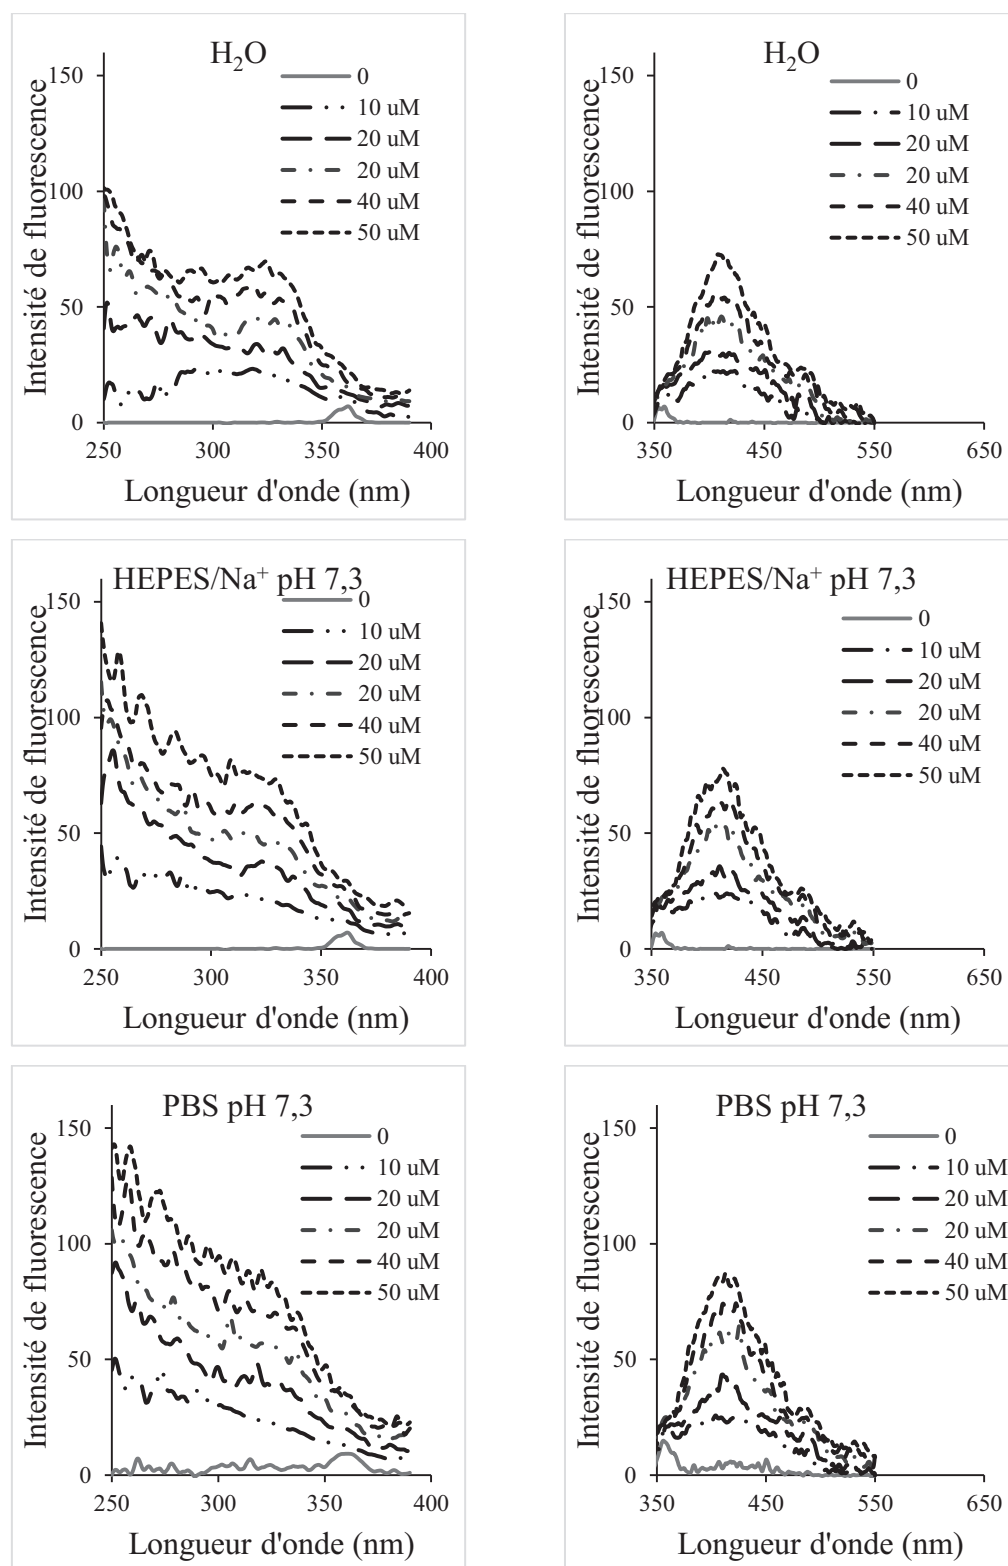 H₂O
Intensité de fluorescence
150
100
50
0
250
300
350
400
Longueur d'onde (nm)
0
10 uM
20 uM
20 uM
40 uM
50 uM
H₂O
Intensité de fluorescence
150
100
50
0
350
450
550
650
Longueur d'onde (nm)
0
10 uM
20 uM
20 uM
40 uM
50 uM
HEPES/Na⁺ pH 7,3
Intensité de fluorescence
150
100
50
0
250
300
350
400
Longueur d'onde (nm)
0
10 uM
20 uM
20 uM
40 uM
50 uM
HEPES/Na⁺ pH 7,3
Intensité de fluorescence
150
100
50
0
350
450
550
650
Longueur d'onde (nm)
0
10 uM
20 uM
20 uM
40 uM
50 uM
PBS pH 7,3
Intensité de fluorescence
150
100
50
0
250
300
350
400
Longueur d'onde (nm)
0
10 uM
20 uM
20 uM
40 uM
50 uM
PBS pH 7,3
Intensité de fluorescence
150
100
50
0
350
450
550
650
Longueur d'onde (nm)
0
10 uM
20 uM
20 uM
40 uM
50 uM